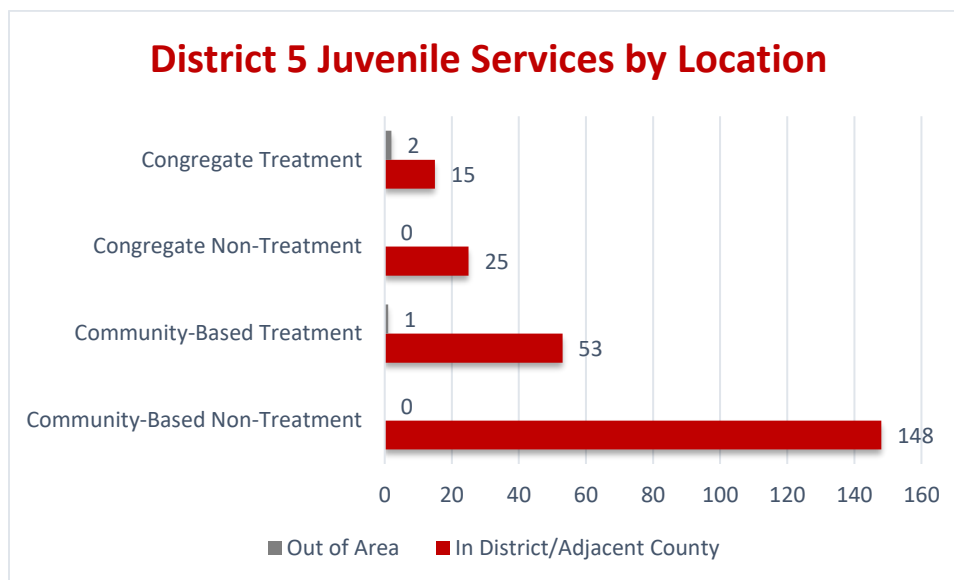 District 5 Juvenile Services by Location
Congregate Treatment
2
15
Congregate Non-Treatment
0
25
Community-Based Treatment
1
53
Community-Based Non-Treatment
0
148
0 20 40 60 80 100 120 140 160
Out of Area In District/Adjacent County